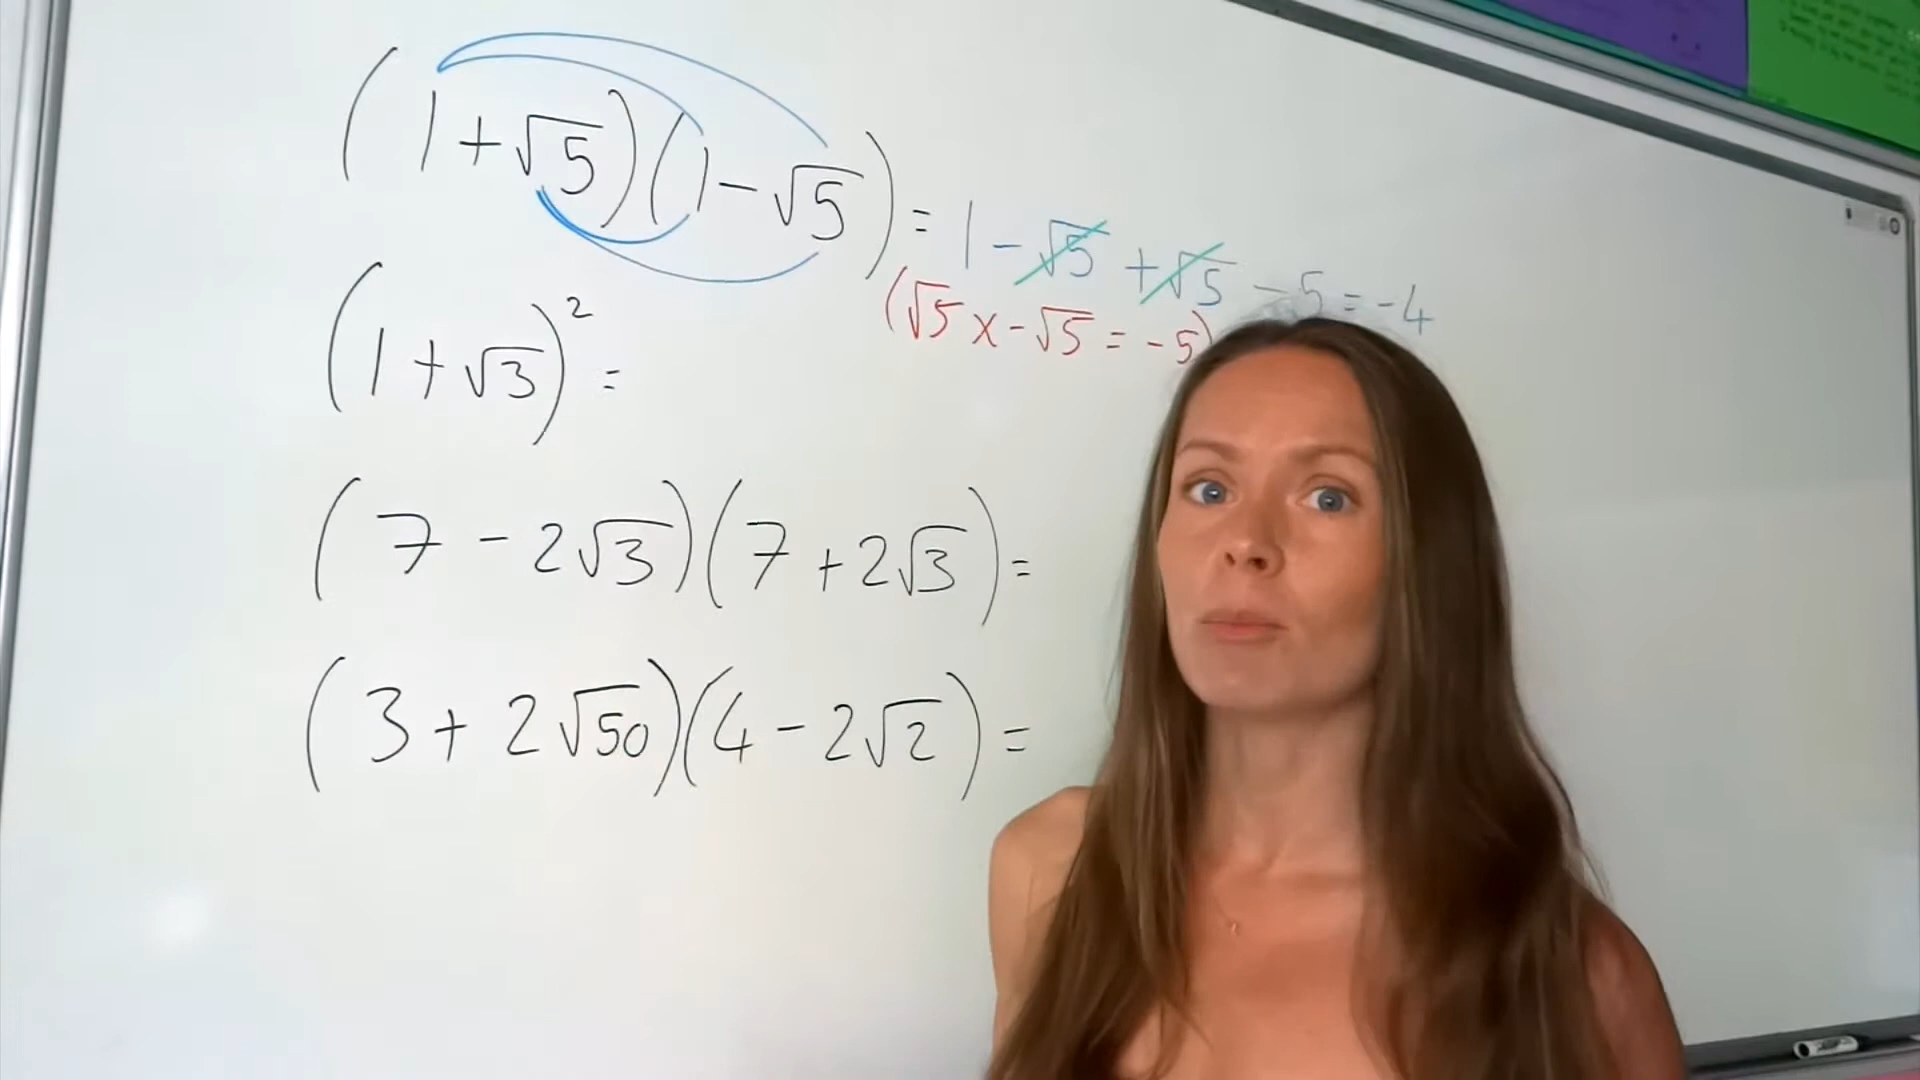 (1+√5)(1-√5) = 1 - √5 + √5 - 5 = -4
(√5 x -√5 = -5)
(1+√3)² =
(7 - 2√3)(7 + 2√3) =
(3 + 2√50)(4 - 2√2) =